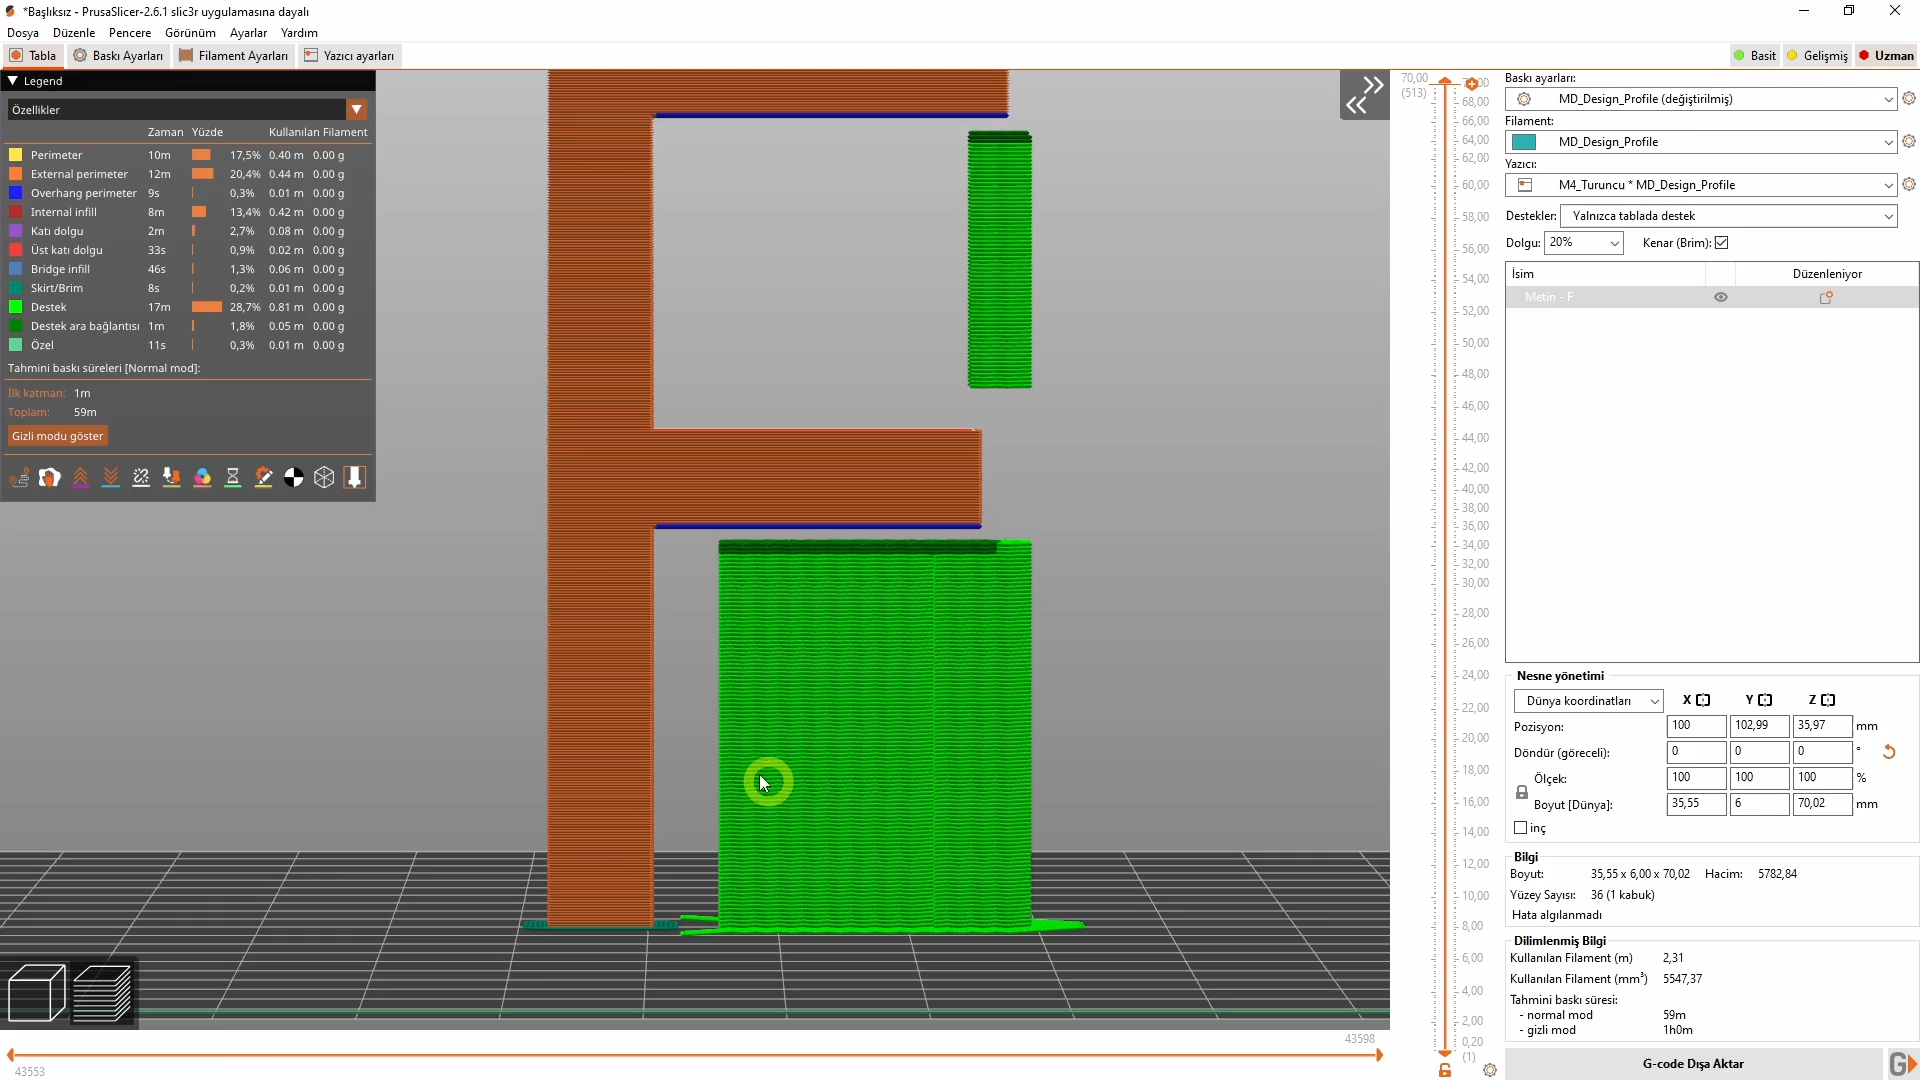 *Başlıksız - PrusaSlicer-2.6.1 slic3r uygulamasına dayalı
Dosya Düzenle Pencere Görünüm Ayarlar Yardım
Tabla Baskı Ayarları Filament Ayarları Yazıcı ayarları Basit Gelişmiş Uzman
Legend
Özellikler
Zaman Yüzde Kullanılan Filament
Perimeter 10m 17,5% 0.40 m 0.00 g
External perimeter 12m 20,4% 0.44 m 0.00 g
Overhang perimeter 9s 0,3% 0.01 m 0.00 g
Internal infill 8m 13,4% 0.42 m 0.00 g
Katı dolgu 2m 2,7% 0.08 m 0.00 g
Üst katı dolgu 33s 0,9% 0.02 m 0.00 g
Bridge infill 46s 1,3% 0.06 m 0.00 g
Skirt/Brim 8s 0,2% 0.01 m 0.00 g
Destek 17m 28,7% 0.81 m 0.00 g
Destek ara bağlantısı 1m 1,8% 0.05 m 0.00 g
Özel 11s 0,3% 0.01 m 0.00 g
Tahmini baskı süreleri [Normal mod]:
İlk katman: 1m
Toplam: 59m
Gizli modu göster
43598
43553
70,00
(513)
68,00
66,00
64,00
62,00
60,00
58,00
56,00
54,00
52,00
50,00
48,00
46,00
44,00
42,00
40,00
38,00
36,00
34,00
32,00
30,00
28,00
26,00
24,00
22,00
20,00
18,00
16,00
14,00
12,00
10,00
8,00
6,00
4,00
2,00
0,20
(1)
Baskı ayarları:
MD_Design_Profile (değiştirilmiş)
Filament:
MD_Design_Profile
Yazıcı:
M4_Turuncu * MD_Design_Profile
Destekler: Yalnızca tablada destek
Dolgu: 20% Kenar (Brim):
İsim Düzenleniyor
Metin - F
Nesne yönetimi
Dünya koordinatları X Y Z
Pozisyon: 100 102,99 35,97 mm
Döndür (göreceli): 0 0 0 °
Ölçek: 100 100 100 %
Boyut [Dünya]: 35,55 6 70,02 mm
inç
Bilgi
Boyut: 35,55 x 6,00 x 70,02 Hacim: 5782,84
Yüzey Sayısı: 36 (1 kabuk)
Hata algılanmadı
Dilimlenmiş Bilgi
Kullanılan Filament (m) 2,31
Kullanılan Filament (mm³) 5547,37
Tahmini baskı süresi:
- normal mod 59m
- gizli mod 1h0m
G-code Dışa Aktar